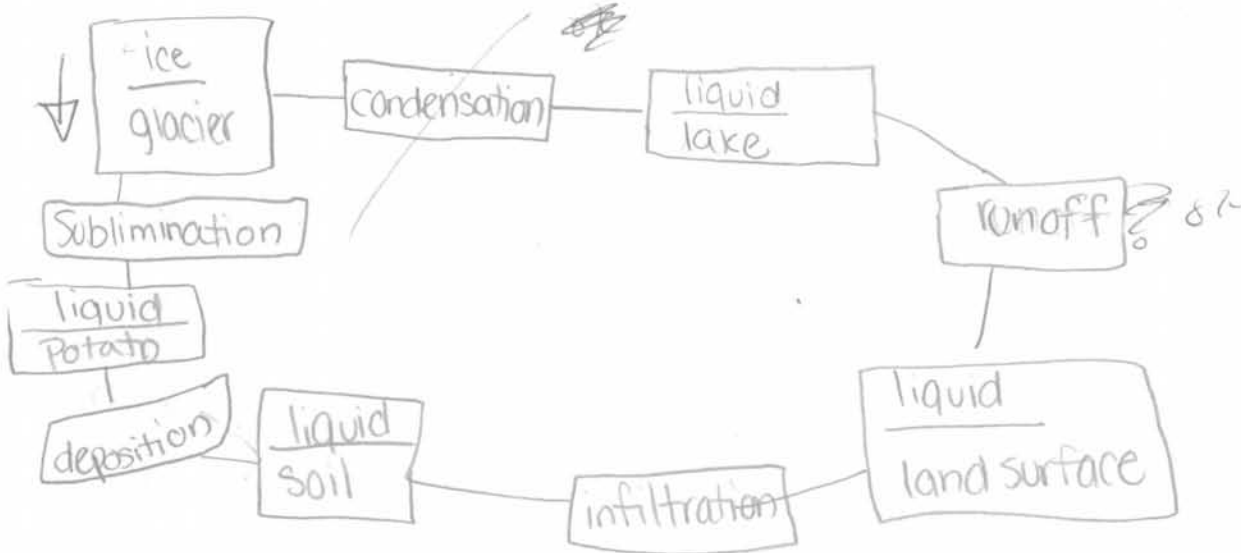 ice
glacier
condensation
liquid
lake
runoff
Sublimination
liquid
Potato
deposition
liquid
soil
infiltration
liquid
land surface